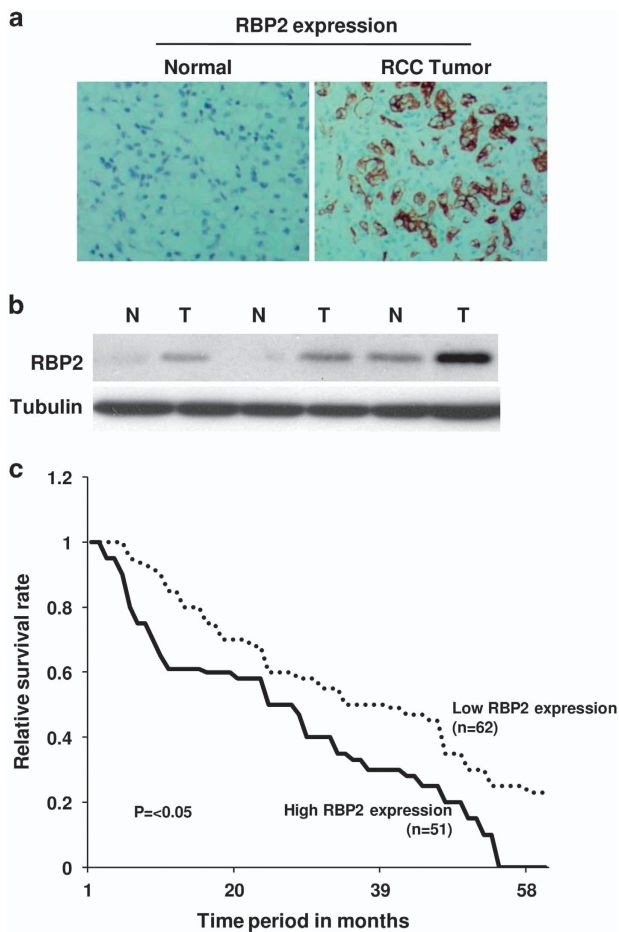 a
RBP2 expression
Normal RCC Tumor
b
N T N T N T
RBP2
Tubulin
c
1.2
1
0.8
0.6
0.4
0.2
0
Relative survival rate
Low RBP2 expression
(n=62)
P=<0.05
High RBP2 expression
(n=51)
1 20 39 58
Time period in months